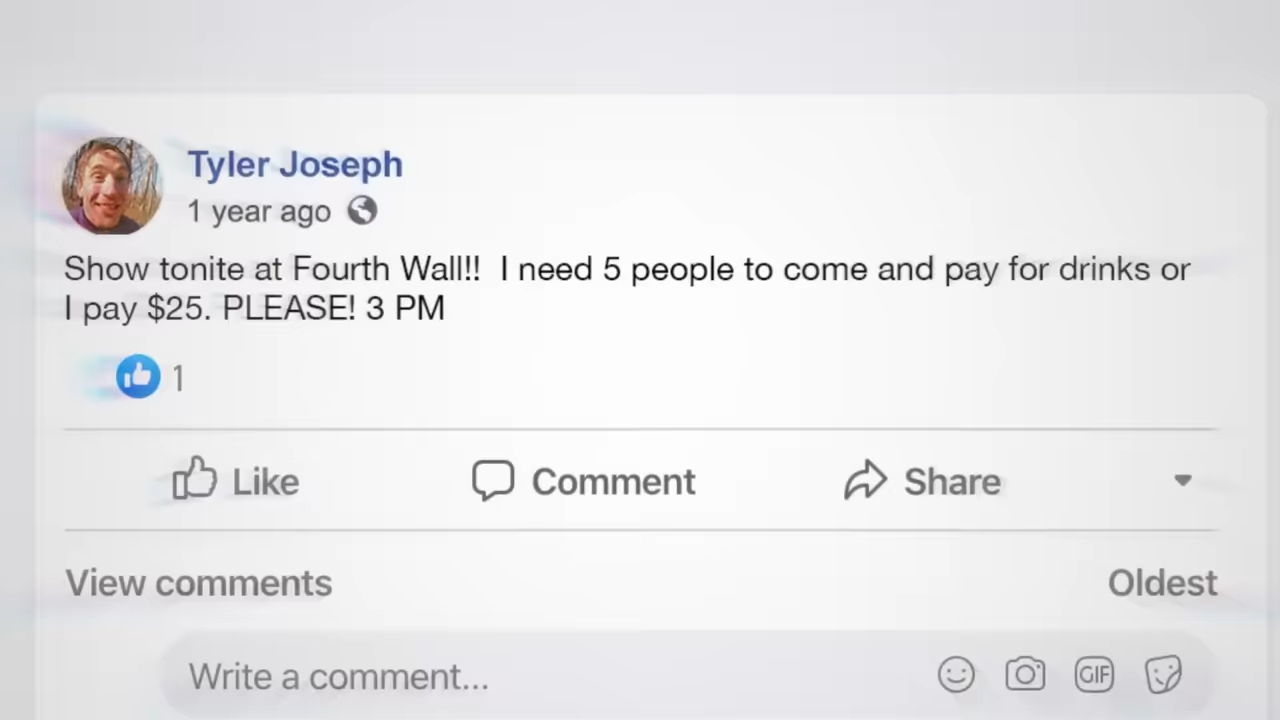 Tyler Joseph
1 year ago
Show tonite at Fourth Wall!!  I need 5 people to come and pay for drinks or
I pay $25. PLEASE! 3 PM
1
Like
Comment
Share
View comments
Oldest
Write a comment...
GIF